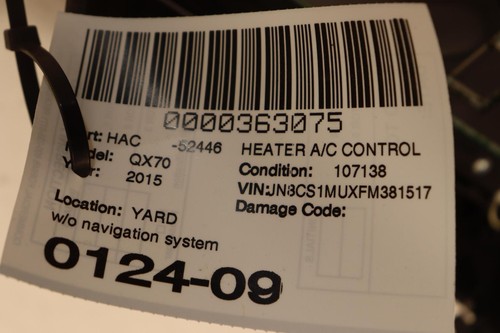 0000363075
Part: HAC -52446 HEATER A/C CONTROL
Model: QX70 Condition: 107138
Year: 2015 VIN:JN8CS1MUXFM381517
Location: YARD Damage Code:
w/o navigation system
0124-09